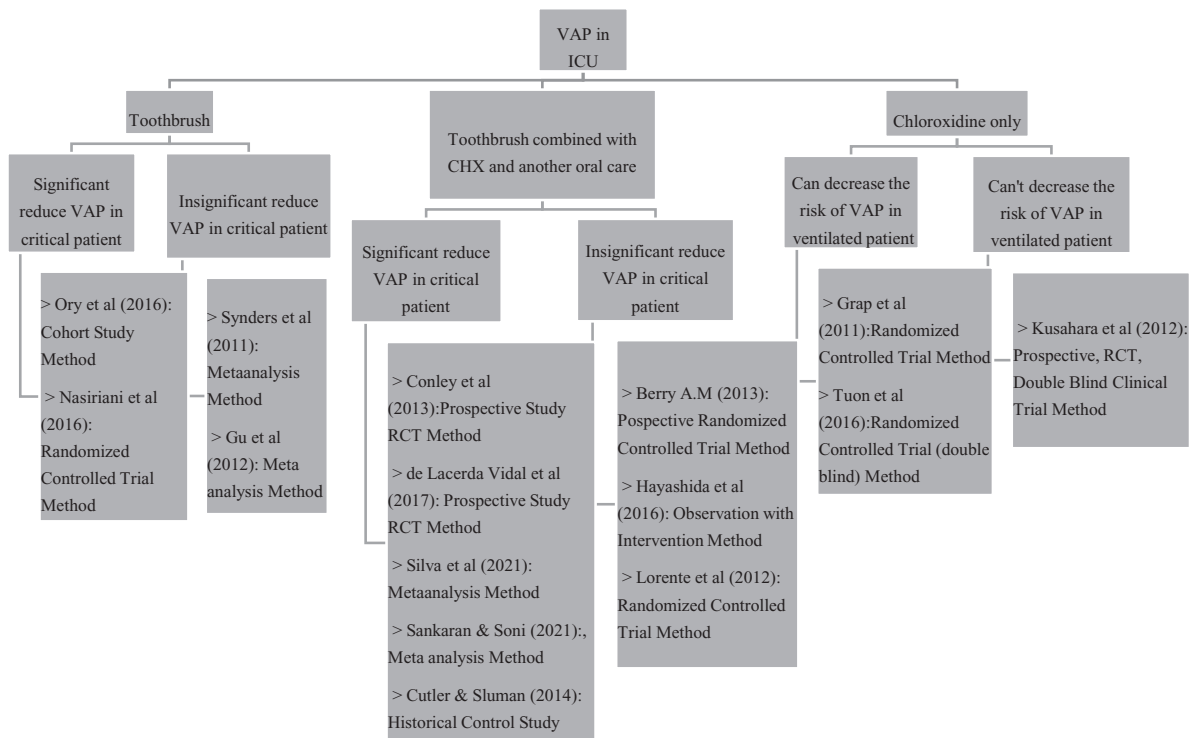 VAP in
ICU
Toothbrush
Significant
reduce VAP in
critical patient
Insignificant reduce
VAP in critical patient
> Ory et al (2016):
Cohort Study
Method
> Nasiriani et al
(2016):
Randomized
Controlled Trial
Method
> Synders et al
(2011):
Metaanalysis
Method
> Gu et al
(2012): Meta
analysis Method
Toothbrush combined with
CHX and another oral care
Significant reduce
VAP in critical
patient
Insignificant reduce
VAP in critical
patient
> Conley et al
(2013):Prospective Study
RCT Method
> de Lacerda Vidal et al
(2017): Prospective Study
RCT Method
> Silva et al (2021):
Metaanalysis Method
> Sankaran & Soni (2021):,
Meta analysis Method
> Cutler & Sluman (2014):
Historical Control Study
> Berry A.M (2013):
Pospective Randomized
Controlled Trial Method
> Hayashida et al
(2016): Observation with
Intervention Method
> Lorente et al (2012):
Randomized Controlled
Trial Method
Chloroxidine only
Can decrease the
risk of VAP in
ventilated patient
Can't decrease the
risk of VAP in
ventilated patient
> Grap et al
(2011):Randomized
Controlled Trial Method
> Tuon et al
(2016):Randomized
Controlled Trial (double
blind) Method
> Kusahara et al (2012):
Prospective, RCT,
Double Blind Clinical
Trial Method